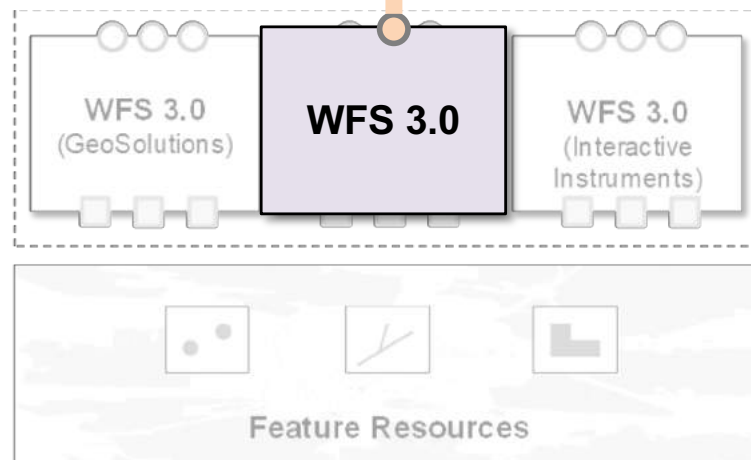 WFS 3.0
(GeoSolutions)
WFS 3.0
WFS 3.0
(Interactive
Instruments)
Feature Resources